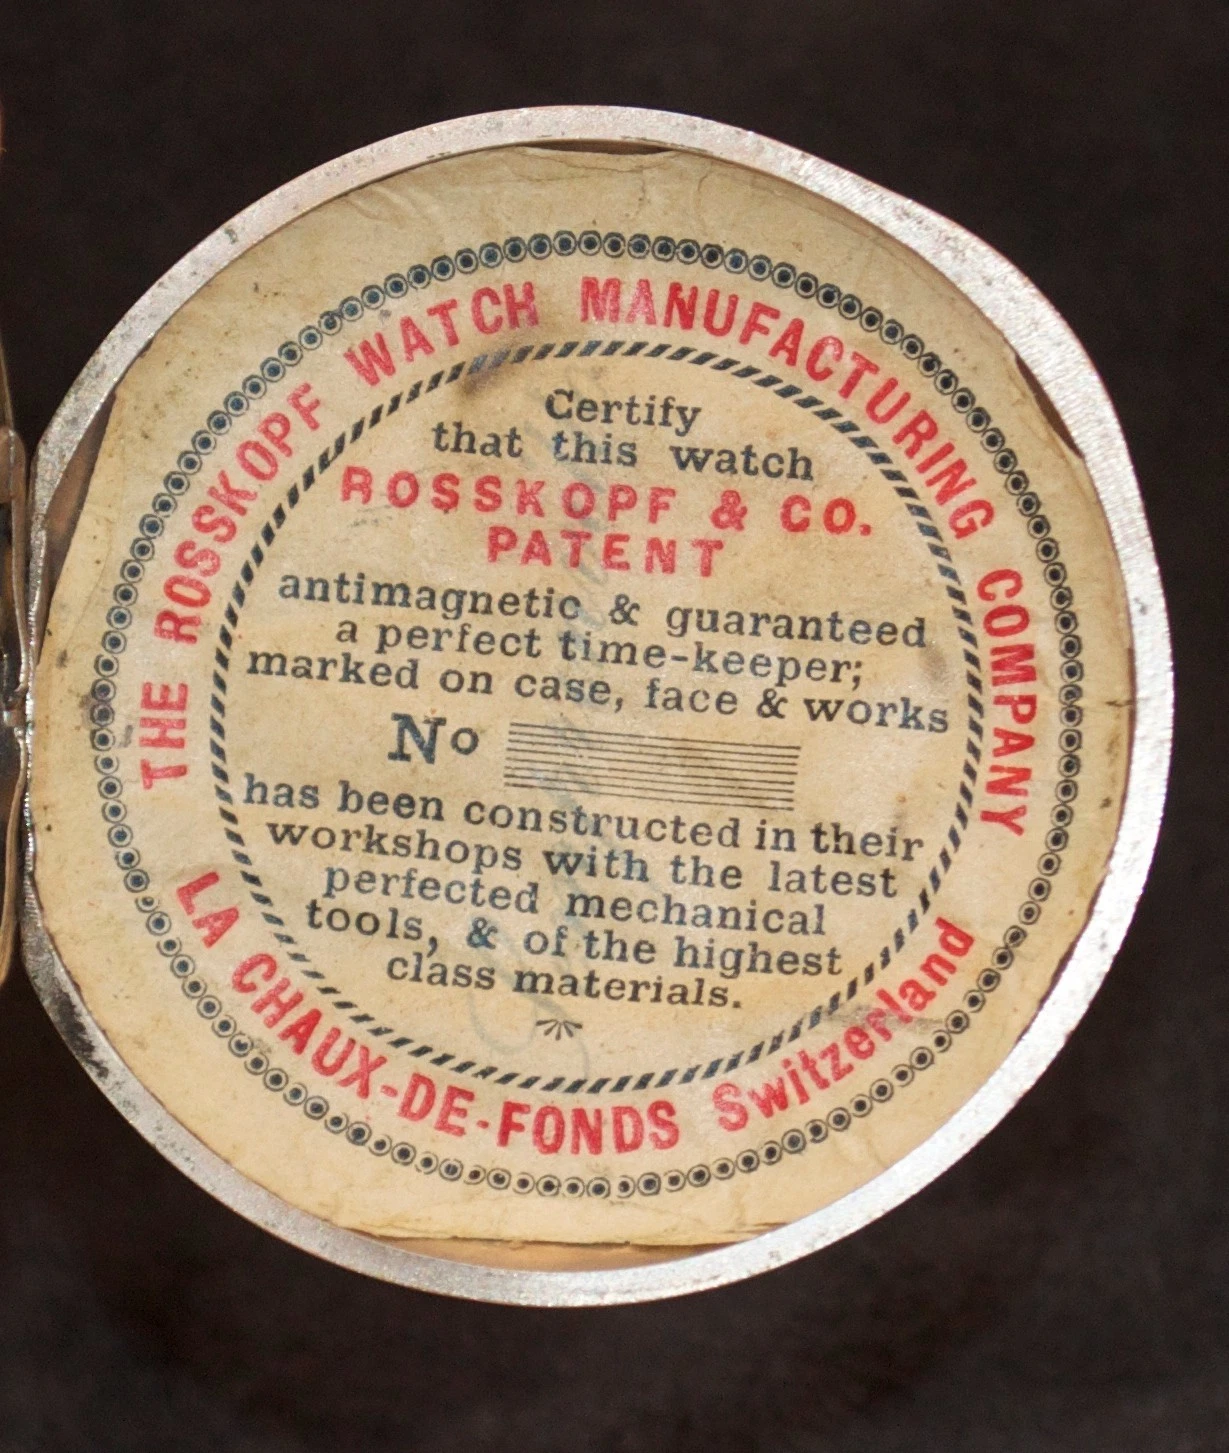 THE ROSSKOPF WATCH MANUFACTURING COMPANY
Certify
that this watch
ROSSKOPF & CO.
PATENT
antimagnetic & guaranteed
a perfect time-keeper;
marked on case, face & works
No
has been constructed in their
workshops with the latest
perfected mechanical
tools, & of the highest
class materials.
LA CHAUX-DE-FONDS Switzerland